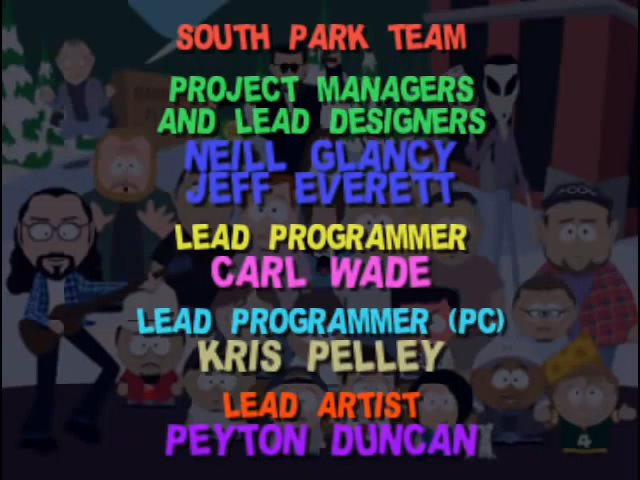 SOUTH PARK TEAM
PROJECT MANAGERS
AND LEAD DESIGNERS
NEILL GLANCY
JEFF EVERETT
LEAD PROGRAMMER
CARL WADE
LEAD PROGRAMMER (PC)
KRIS PELLEY
LEAD ARTIST
PEYTON DUNCAN
4